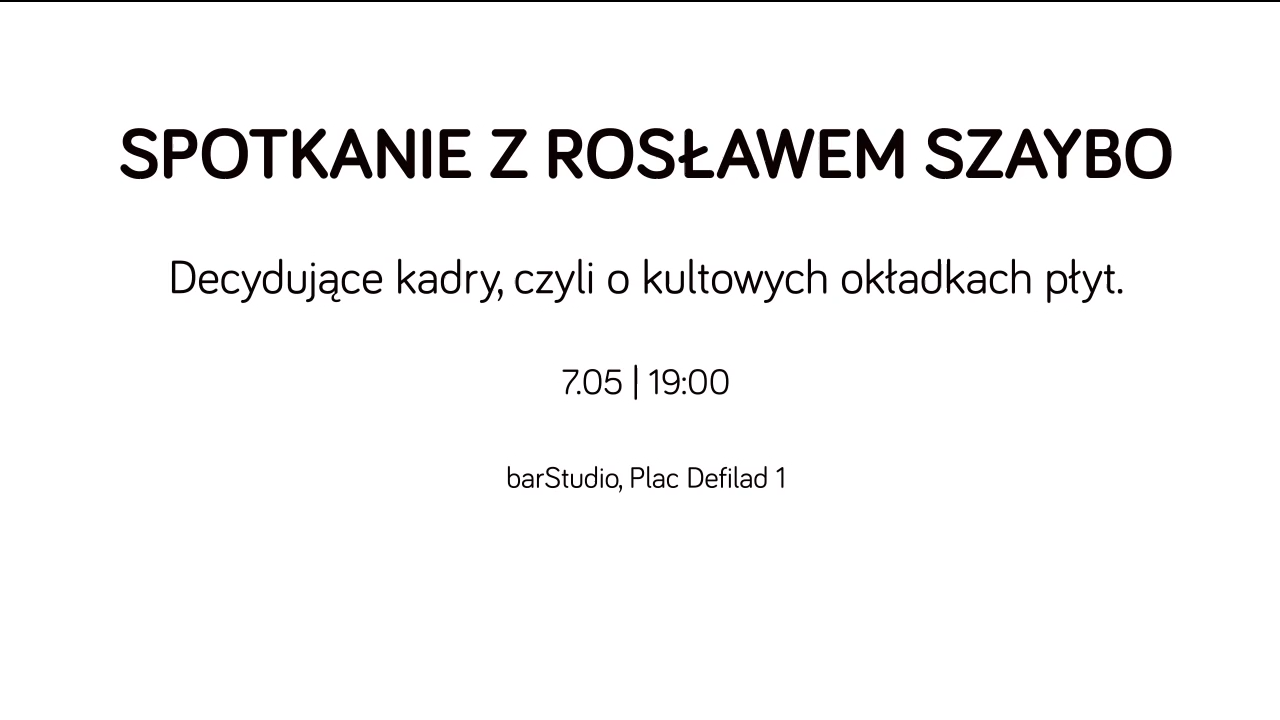 SPOTKANIE Z ROSŁAWEM SZAYBO
Decydujące kadry, czyli o kultowych okładkach płyt.
7.05 | 19:00
barStudio, Plac Defilad 1